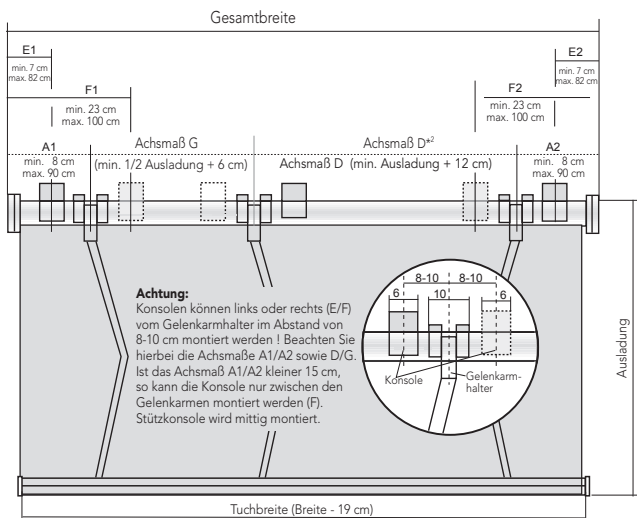 Gesamtbreite
E1
min. 7 cm
max. 82 cm
E2
min. 7 cm
max. 82 cm
F1
min. 23 cm
max. 100 cm
F2
min. 23 cm
max. 100 cm
A1
min. 8 cm
max. 90 cm
Achsmaß G
(min. 1/2 Ausladung + 6 cm)
Achsmaß D*²
Achsmaß D (min. Ausladung + 12 cm)
A2
min. 8 cm
max. 90 cm
Achtung:
Konsolen können links oder rechts (E/F)
vom Gelenkarmhalter im Abstand von
8-10 cm montiert werden ! Beachten Sie
hierbei die Achsmaße A1/A2 sowie D/G.
Ist das Achsmaß A1/A2 kleiner 15 cm,
so kann die Konsole nur zwischen den
Gelenkarmen montiert werden (F).
Stützkonsole wird mittig montiert.
8-10 8-10
6 10 6
Konsole
Gelenkarm-
halter
Ausladung
Tuchbreite (Breite - 19 cm)